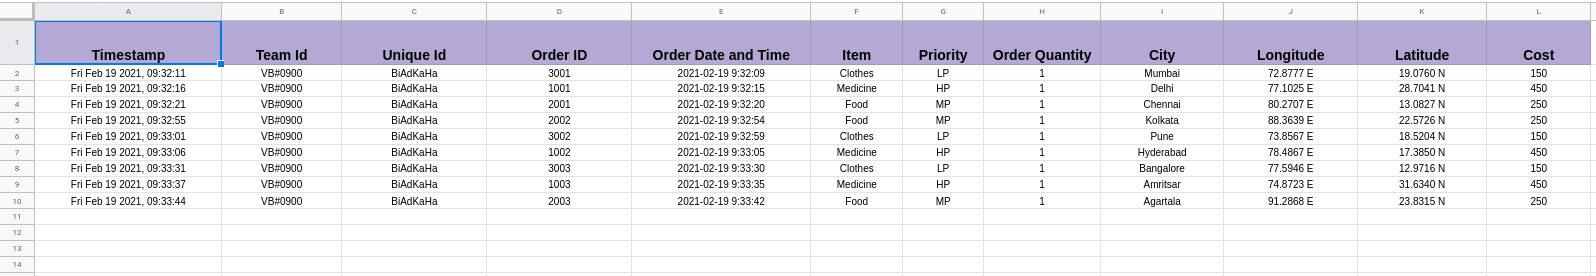 A B C D E F G H I J K L
1 Timestamp Team Id Unique Id Order ID Order Date and Time Item Priority Order Quantity City Longitude Latitude Cost
2 Fri Feb 19 2021, 09:32:11 VB#0900 BiAdKaHa 3001 2021-02-19 9:32:09 Clothes LP 1 Mumbai 72.8777 E 19.0760 N 150
3 Fri Feb 19 2021, 09:32:16 VB#0900 BiAdKaHa 1001 2021-02-19 9:32:15 Medicine HP 1 Delhi 77.1025 E 28.7041 N 450
4 Fri Feb 19 2021, 09:32:21 VB#0900 BiAdKaHa 2001 2021-02-19 9:32:20 Food MP 1 Chennai 80.2707 E 13.0827 N 250
5 Fri Feb 19 2021, 09:32:55 VB#0900 BiAdKaHa 2002 2021-02-19 9:32:54 Food MP 1 Kolkata 88.3639 E 22.5726 N 250
6 Fri Feb 19 2021, 09:33:01 VB#0900 BiAdKaHa 3002 2021-02-19 9:32:59 Clothes LP 1 Pune 73.8567 E 18.5204 N 150
7 Fri Feb 19 2021, 09:33:06 VB#0900 BiAdKaHa 1002 2021-02-19 9:33:05 Medicine HP 1 Hyderabad 78.4867 E 17.3850 N 450
8 Fri Feb 19 2021, 09:33:31 VB#0900 BiAdKaHa 3003 2021-02-19 9:33:30 Clothes LP 1 Bangalore 77.5946 E 12.9716 N 150
9 Fri Feb 19 2021, 09:33:37 VB#0900 BiAdKaHa 1003 2021-02-19 9:33:35 Medicine HP 1 Amritsar 74.8723 E 31.6340 N 450
10 Fri Feb 19 2021, 09:33:44 VB#0900 BiAdKaHa 2003 2021-02-19 9:33:42 Food MP 1 Agartala 91.2868 E 23.8315 N 250
11
12
13
14